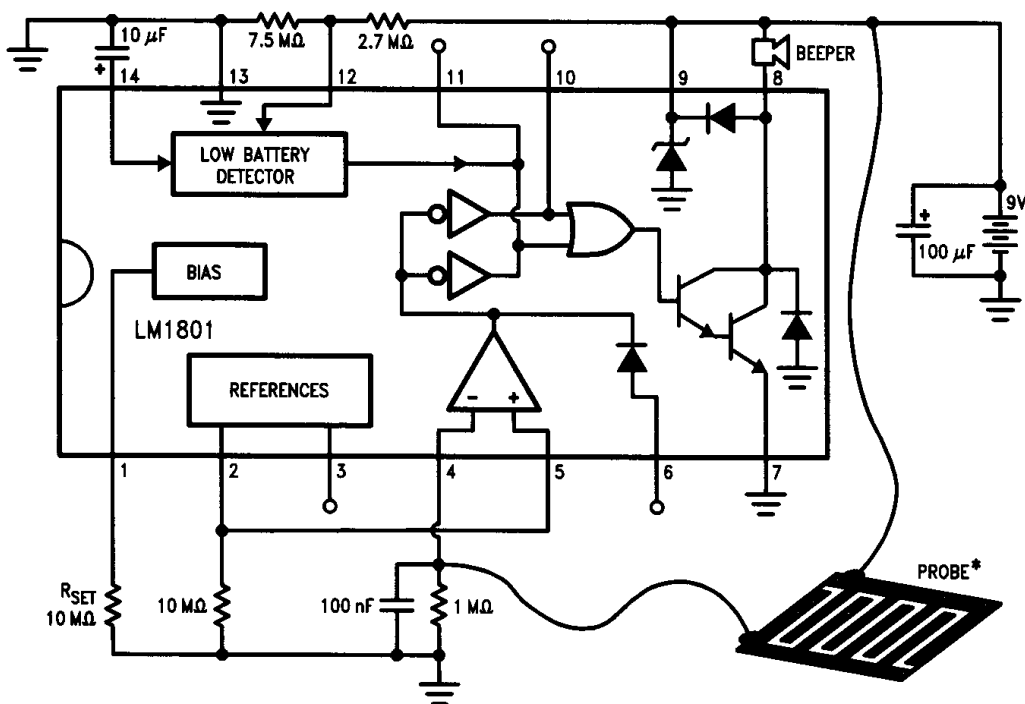 10 µF
7.5 MΩ
2.7 MΩ
BEEPER
+
14
13
12
11
10
9
8
LOW BATTERY
DETECTOR
9V
+
100 µF
BIAS
LM1801
REFERENCES
- +
1
2
3
4
5
6
7
PROBE*
RSET
10 MΩ
10 MΩ
100 nF
1 MΩ